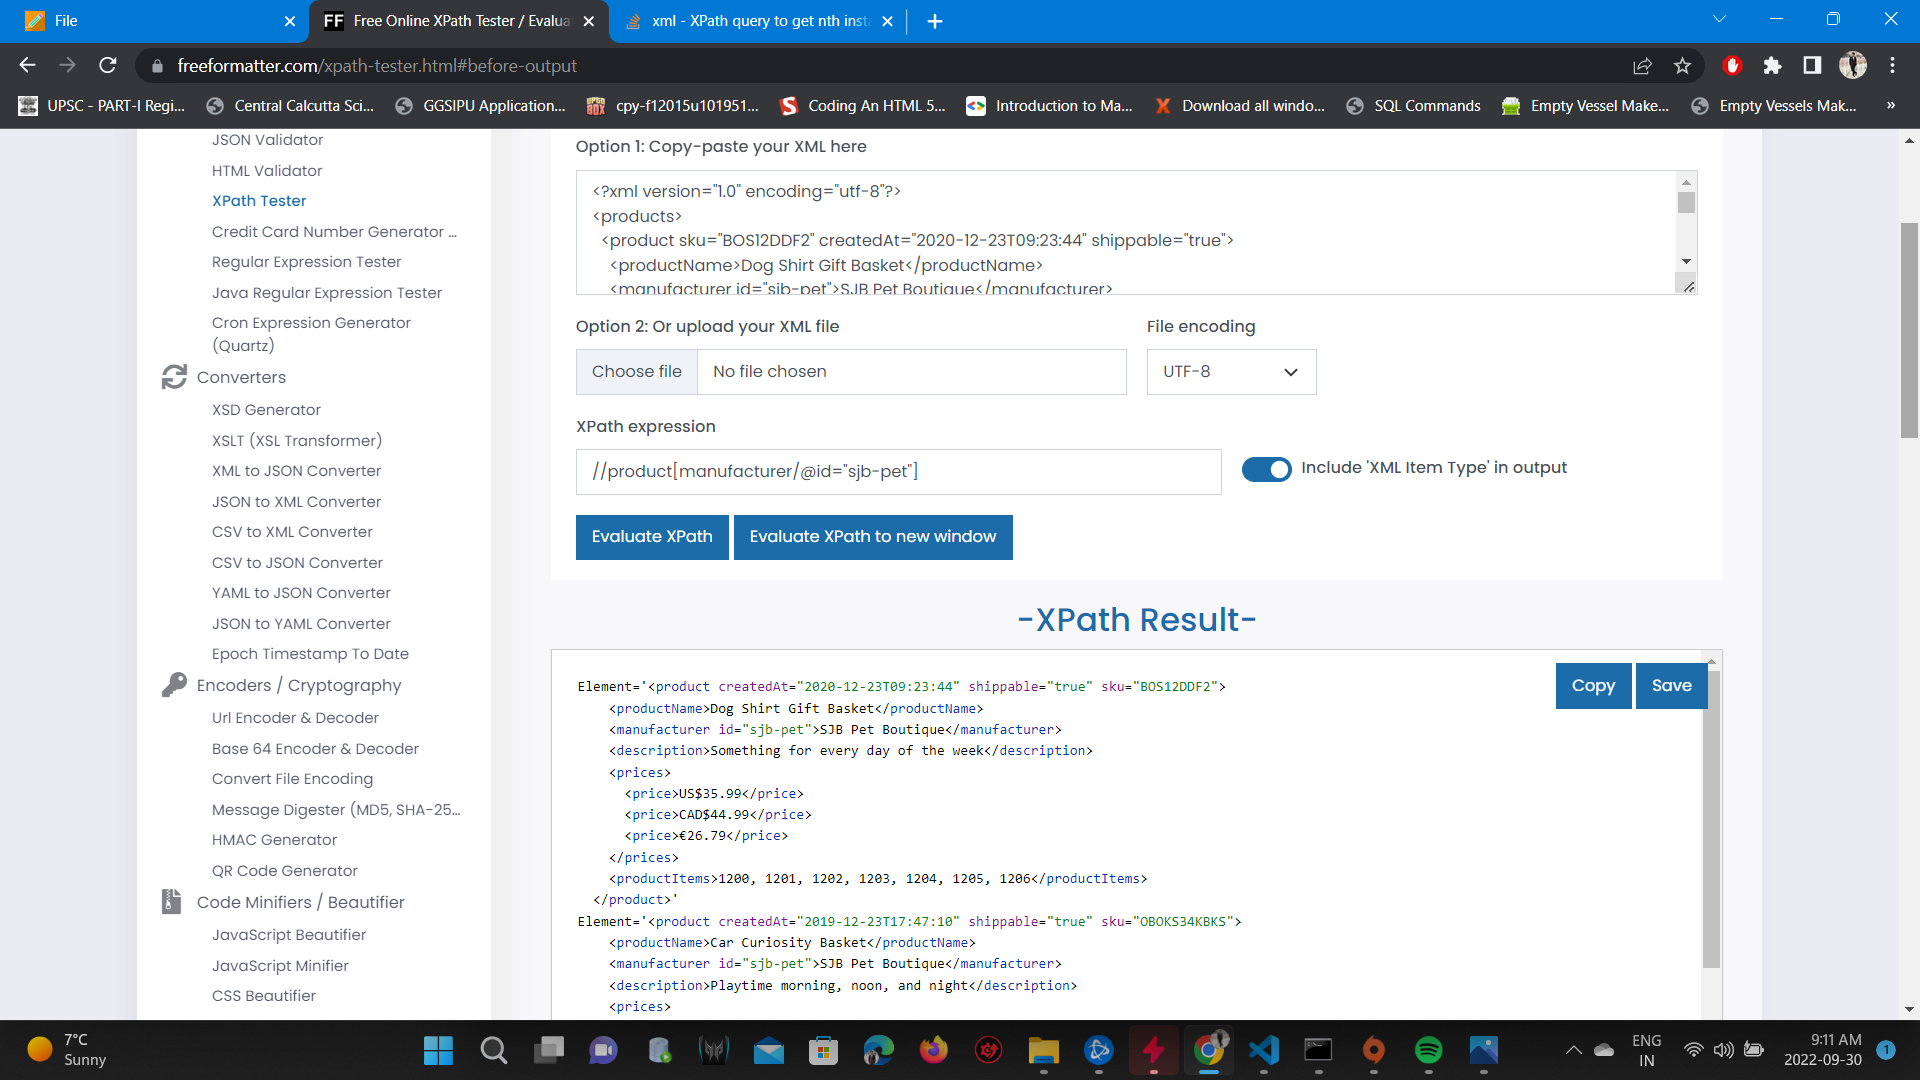 File
FF Free Online XPath Tester / Evalua
xml - XPath query to get nth insta
freeformatter.com/xpath-tester.html#before-output
UPSC - PART-I Regi...
Central Calcutta Sci...
GGSIPU Application...
cpy-f12015u101951...
Coding An HTML 5...
Introduction to Ma...
Download all windo...
SQL Commands
Empty Vessel Make...
Empty Vessels Mak...
»
JSON Validator
HTML Validator
XPath Tester
Credit Card Number Generator ...
Regular Expression Tester
Java Regular Expression Tester
Cron Expression Generator
(Quartz)
Converters
XSD Generator
XSLT (XSL Transformer)
XML to JSON Converter
JSON to XML Converter
CSV to XML Converter
CSV to JSON Converter
YAML to JSON Converter
JSON to YAML Converter
Epoch Timestamp To Date
Encoders / Cryptography
Url Encoder & Decoder
Base 64 Encoder & Decoder
Convert File Encoding
Message Digester (MD5, SHA-25...
HMAC Generator
QR Code Generator
Code Minifiers / Beautifier
JavaScript Beautifier
JavaScript Minifier
CSS Beautifier
Option 1: Copy-paste your XML here
<?xml version="1.0" encoding="utf-8"?>
<products>
<product sku="BOS12DDF2" createdAt="2020-12-23T09:23:44" shippable="true">
<productName>Dog Shirt Gift Basket</productName>
<manufacturer id="sjb-pet">SJB Pet Boutique</manufacturer>
Option 2: Or upload your XML file
File encoding
Choose file No file chosen
UTF-8
XPath expression
//product[manufacturer/@id="sjb-pet"]
Include 'XML Item Type' in output
Evaluate XPath
Evaluate XPath to new window
-XPath Result-
Copy
Save
Element='<product createdAt="2020-12-23T09:23:44" shippable="true" sku="BOS12DDF2">
<productName>Dog Shirt Gift Basket</productName>
<manufacturer id="sjb-pet">SJB Pet Boutique</manufacturer>
<description>Something for every day of the week</description>
<prices>
<price>US$35.99</price>
<price>CAD$44.99</price>
<price>€26.79</price>
</prices>
<productItems>1200, 1201, 1202, 1203, 1204, 1205, 1206</productItems>
</product>'
Element='<product createdAt="2019-12-23T17:47:10" shippable="true" sku="OBOKS34KBKS">
<productName>Car Curiosity Basket</productName>
<manufacturer id="sjb-pet">SJB Pet Boutique</manufacturer>
<description>Playtime morning, noon, and night</description>
<prices>
7°C
Sunny
ENG
IN
9:11 AM
2022-09-30
1